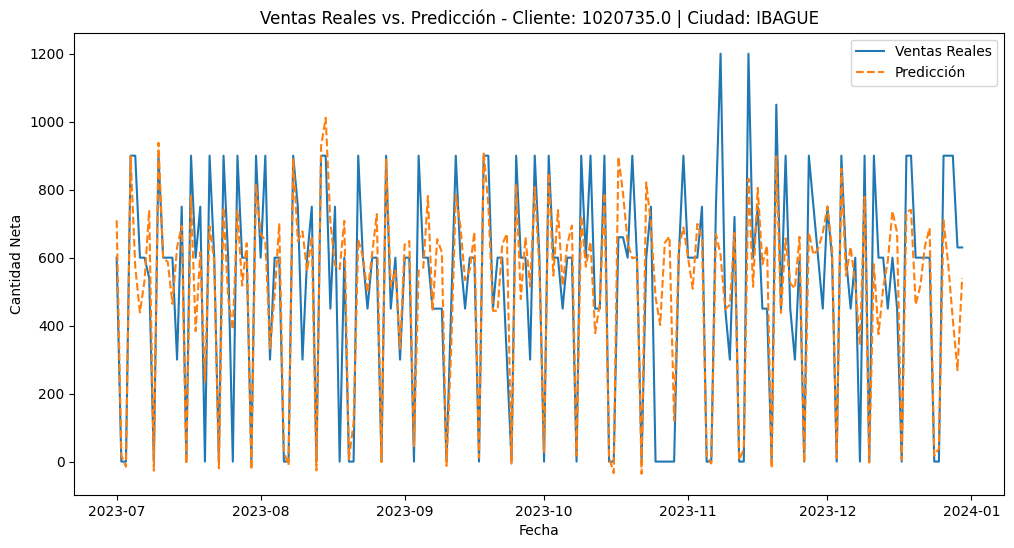 Ventas Reales vs. Predicción - Cliente: 1020735.0 | Ciudad: IBAGUE
Ventas Reales
Predicción
Cantidad Neta
1200
1000
800
600
400
200
0
2023-07
2023-08
2023-09
2023-10
2023-11
2023-12
2024-01
Fecha